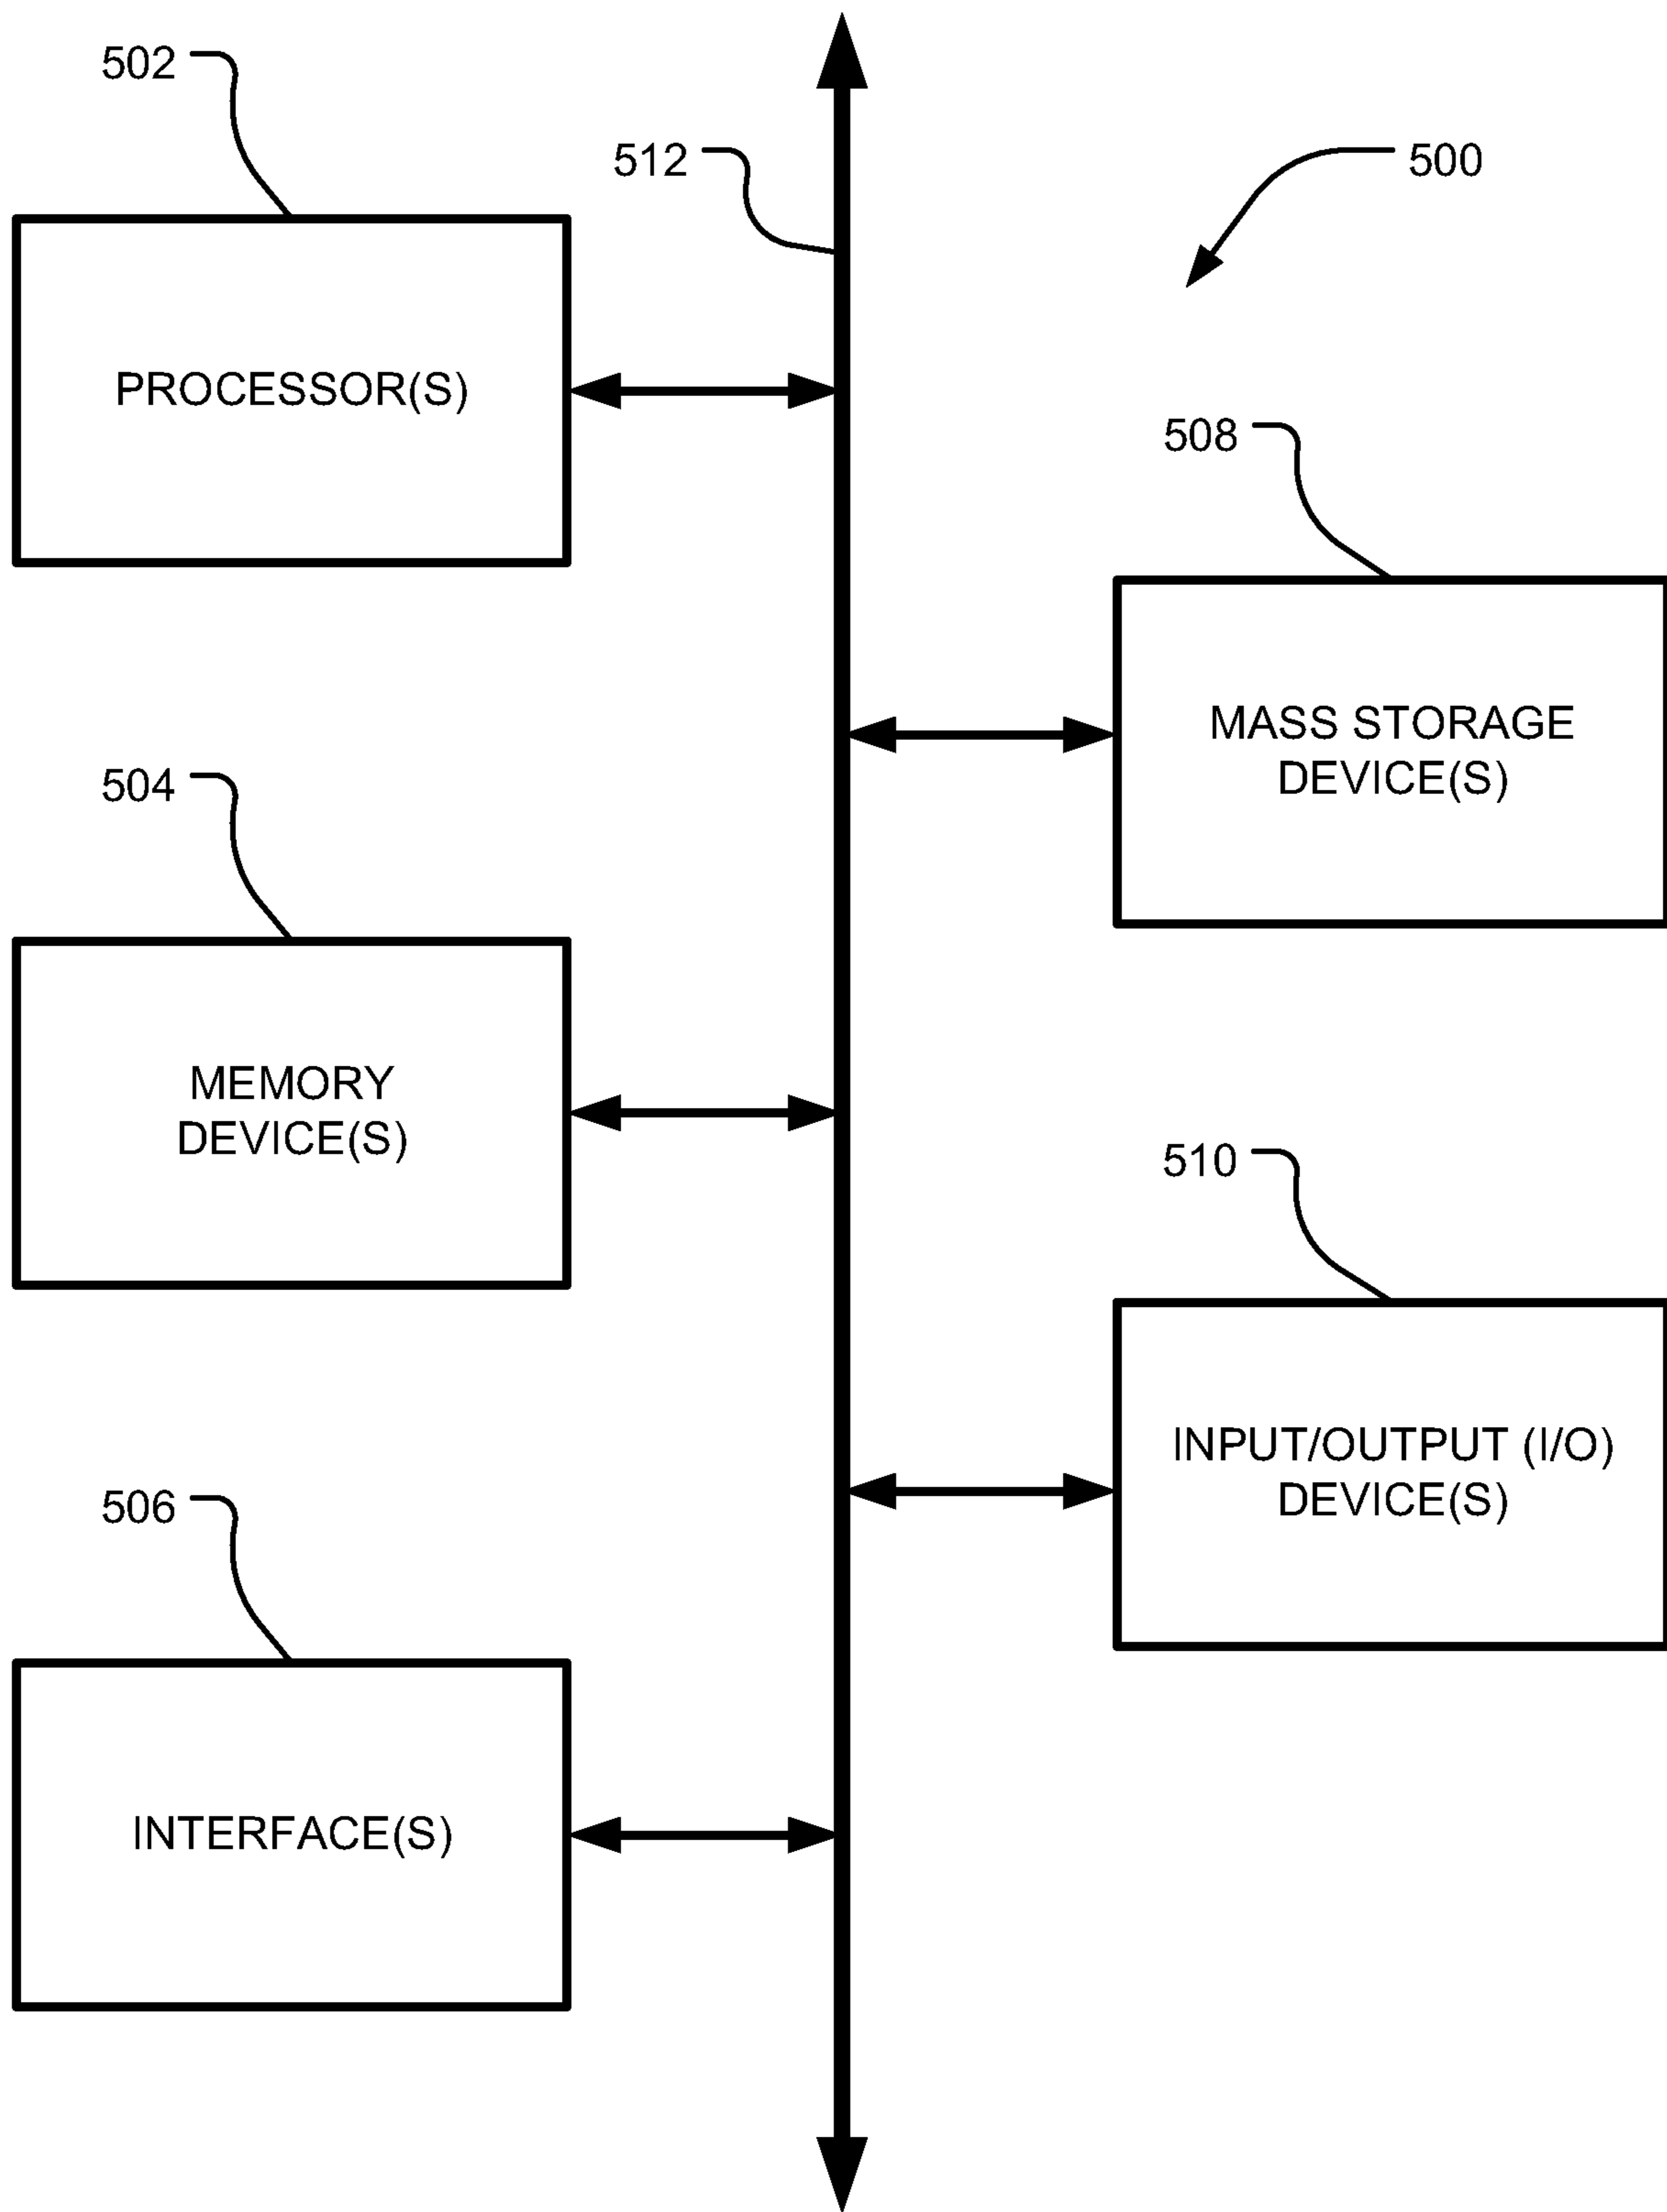 502
512
500
PROCESSOR(S)
508
MASS STORAGE
DEVICE(S)
504
MEMORY
DEVICE(S)
510
INPUT/OUTPUT (I/O)
DEVICE(S)
506
INTERFACE(S)